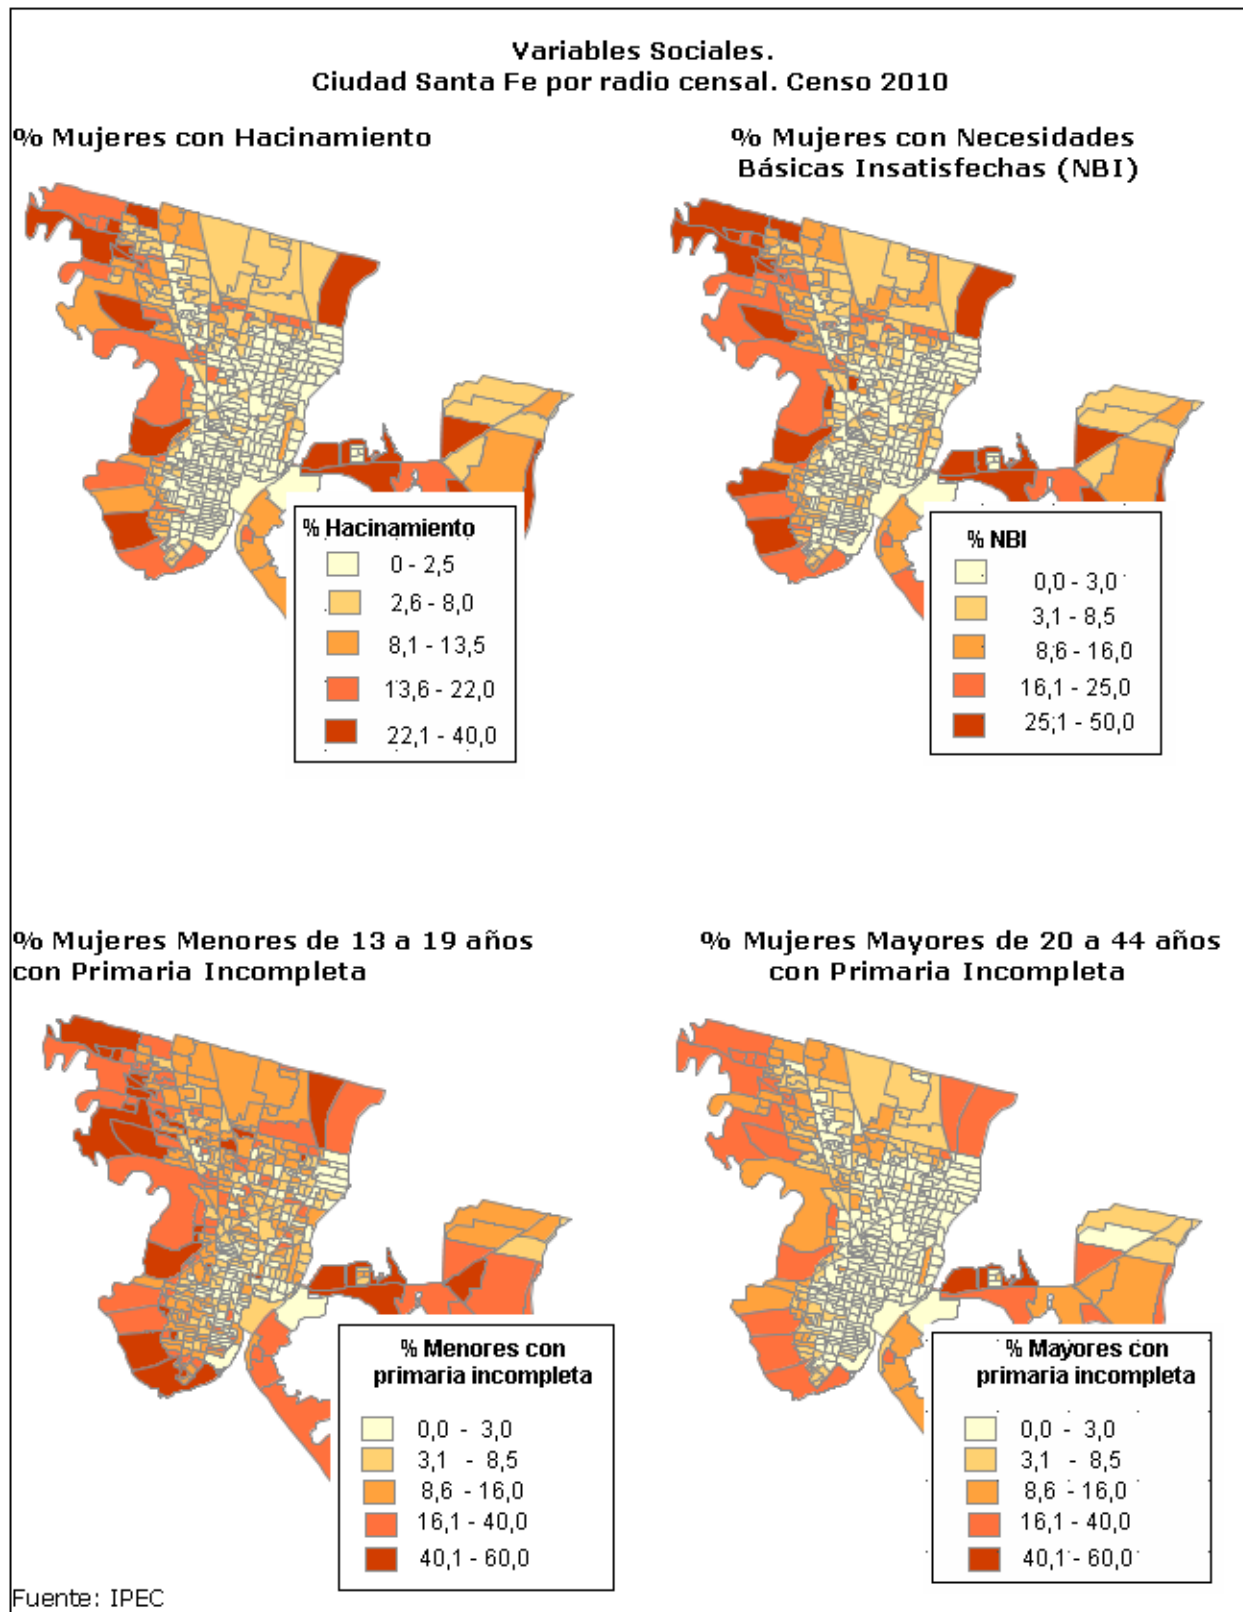 Variables Sociales.
Ciudad Santa Fe por radio censal. Censo 2010
% Mujeres con Hacinamiento
% Mujeres con Necesidades
Básicas Insatisfechas (NBI)
% Hacinamiento
0 - 2,5
2,6 - 8,0
8,1 - 13,5
13,6 - 22,0
22,1 - 40,0
% NBI
0,0 - 3,0
3,1 - 8,5
8,6 - 16,0
16,1 - 25,0
25,1 - 50,0
% Mujeres Menores de 13 a 19 años
con Primaria Incompleta
% Mujeres Mayores de 20 a 44 años
con Primaria Incompleta
% Menores con
primaria incompleta
0,0 - 3,0
3,1 - 8,5
8,6 - 16,0
16,1 - 40,0
40,1 - 60,0
% Mayores con
primaria incompleta
0,0 - 3,0
3,1 - 8,5
8,6 - 16,0
16,1 - 40,0
40,1 - 60,0
Fuente: IPEC